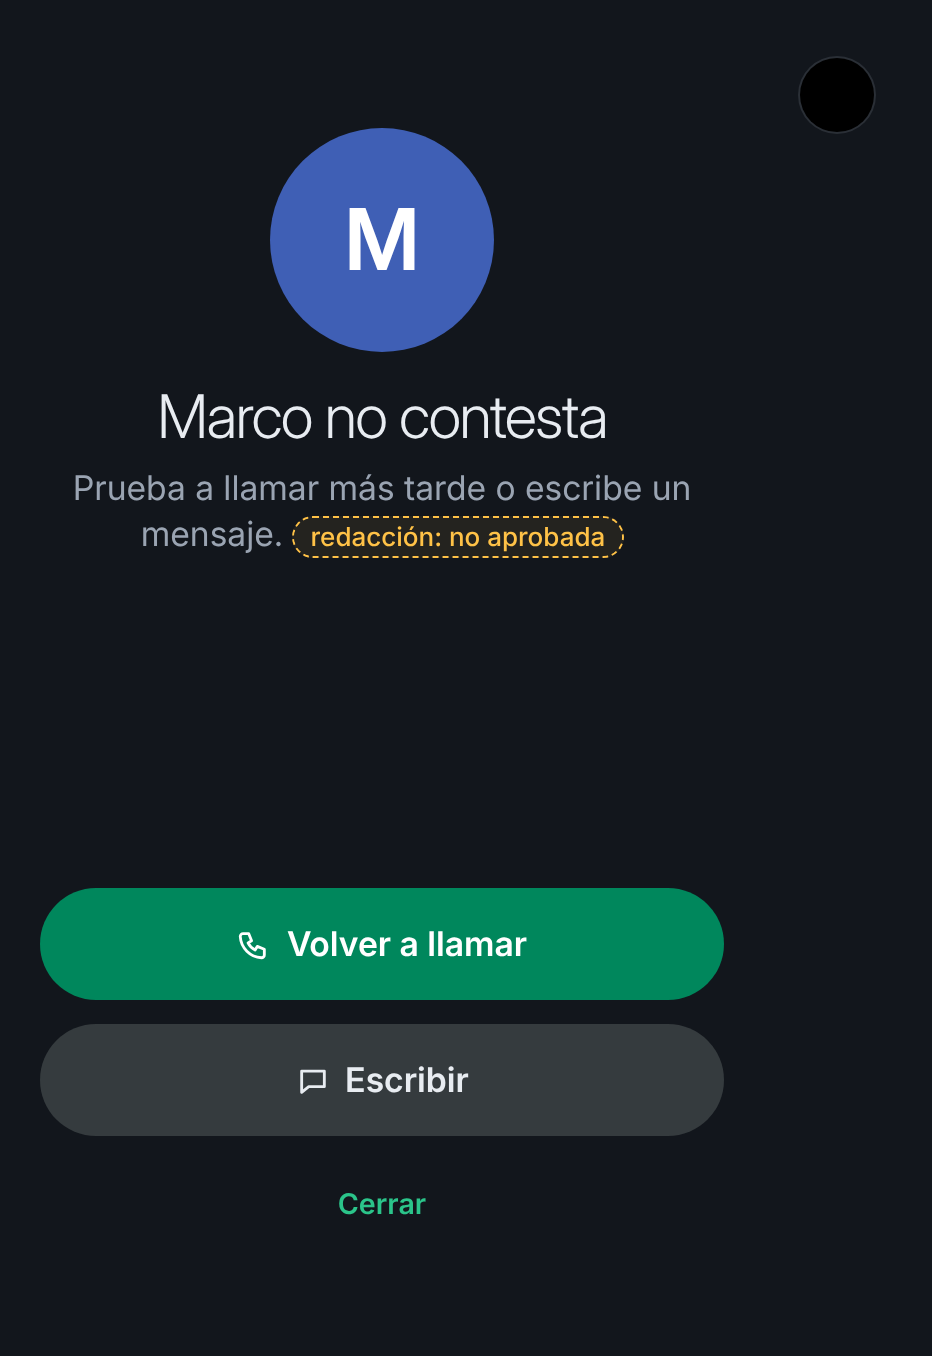 M
Marco no contesta
Prueba a llamar más tarde o escribe un
mensaje. redacción: no aprobada
Volver a llamar
Escribir
Cerrar